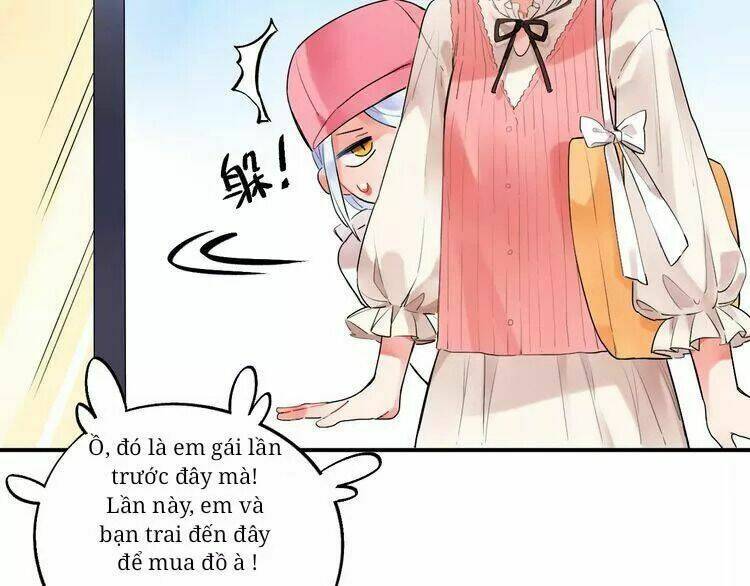 躲!
Ồ, đó là em gái lần
trước đây mà!
Lần này, em và
bạn trai đến đây
để mua đồ à !